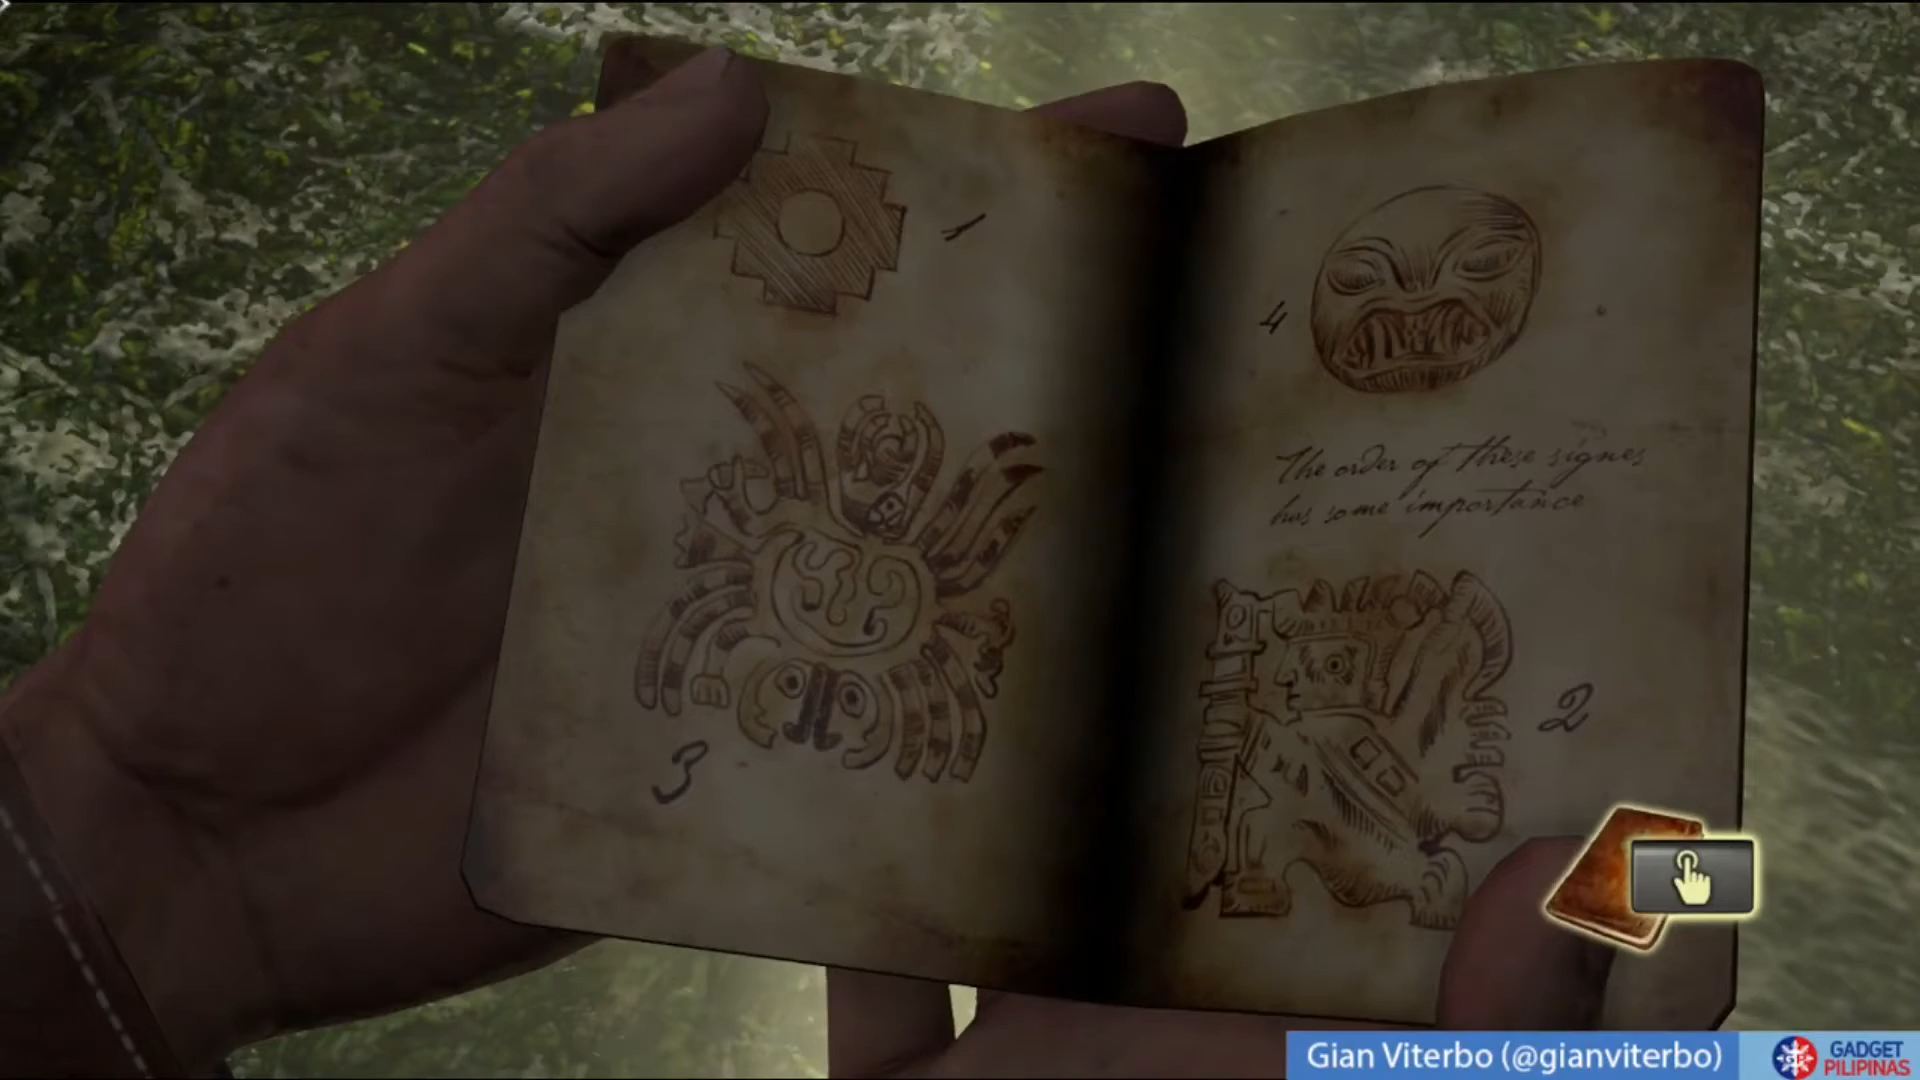 1
3
4
The order of these signes
has some importance
2
Gian Viterbo (@gianviterbo)
GADGET
PILIPINAS